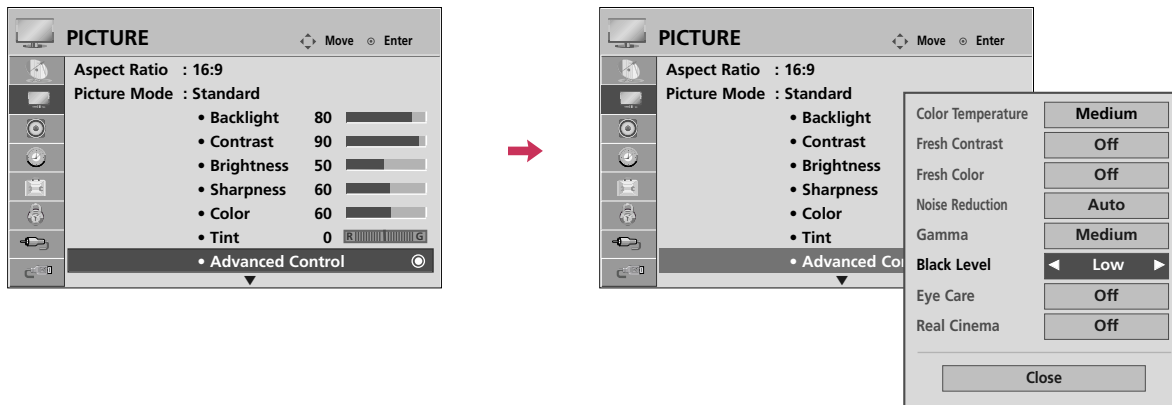 PICTURE Move Enter
Aspect Ratio : 16:9
Picture Mode : Standard
• Backlight 80
• Contrast 90
• Brightness 50
• Sharpness 60
• Color 60
• Tint 0 R G
• Advanced Control
PICTURE Move Enter
Aspect Ratio : 16:9
Picture Mode : Standard
• Backlight
• Contrast
• Brightness
• Sharpness
• Color
• Tint
• Advanced Co
Color Temperature Medium
Fresh Contrast Off
Fresh Color Off
Noise Reduction Auto
Gamma Medium
Black Level ◀ Low ▶
Eye Care Off
Real Cinema Off
Close